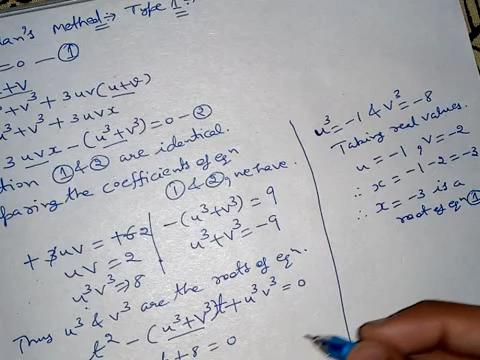 dan's Method:- Type 1:-
=0 — ①
u+v
u³+v³+3uv(u+v)
u³+v³+3uvx
3uvx-(u³+v³)=0-②
tion ①&② are identical.
paring the coefficients of eqn
①&②, we have.
+3uv=+62 | -(u³+v³)=9
uv=2 | u³+v³=-9
u³v³=8
Thus u³ & v³ are the roots of eqn.
t²-(u³+v³)t+u³v³=0
t+8=0
u³=-1 & v³=-8
Taking real values.
u=-1, v=-2
∴ x=-1-2=-3
∴ x=-3 is a
root of eqn ①